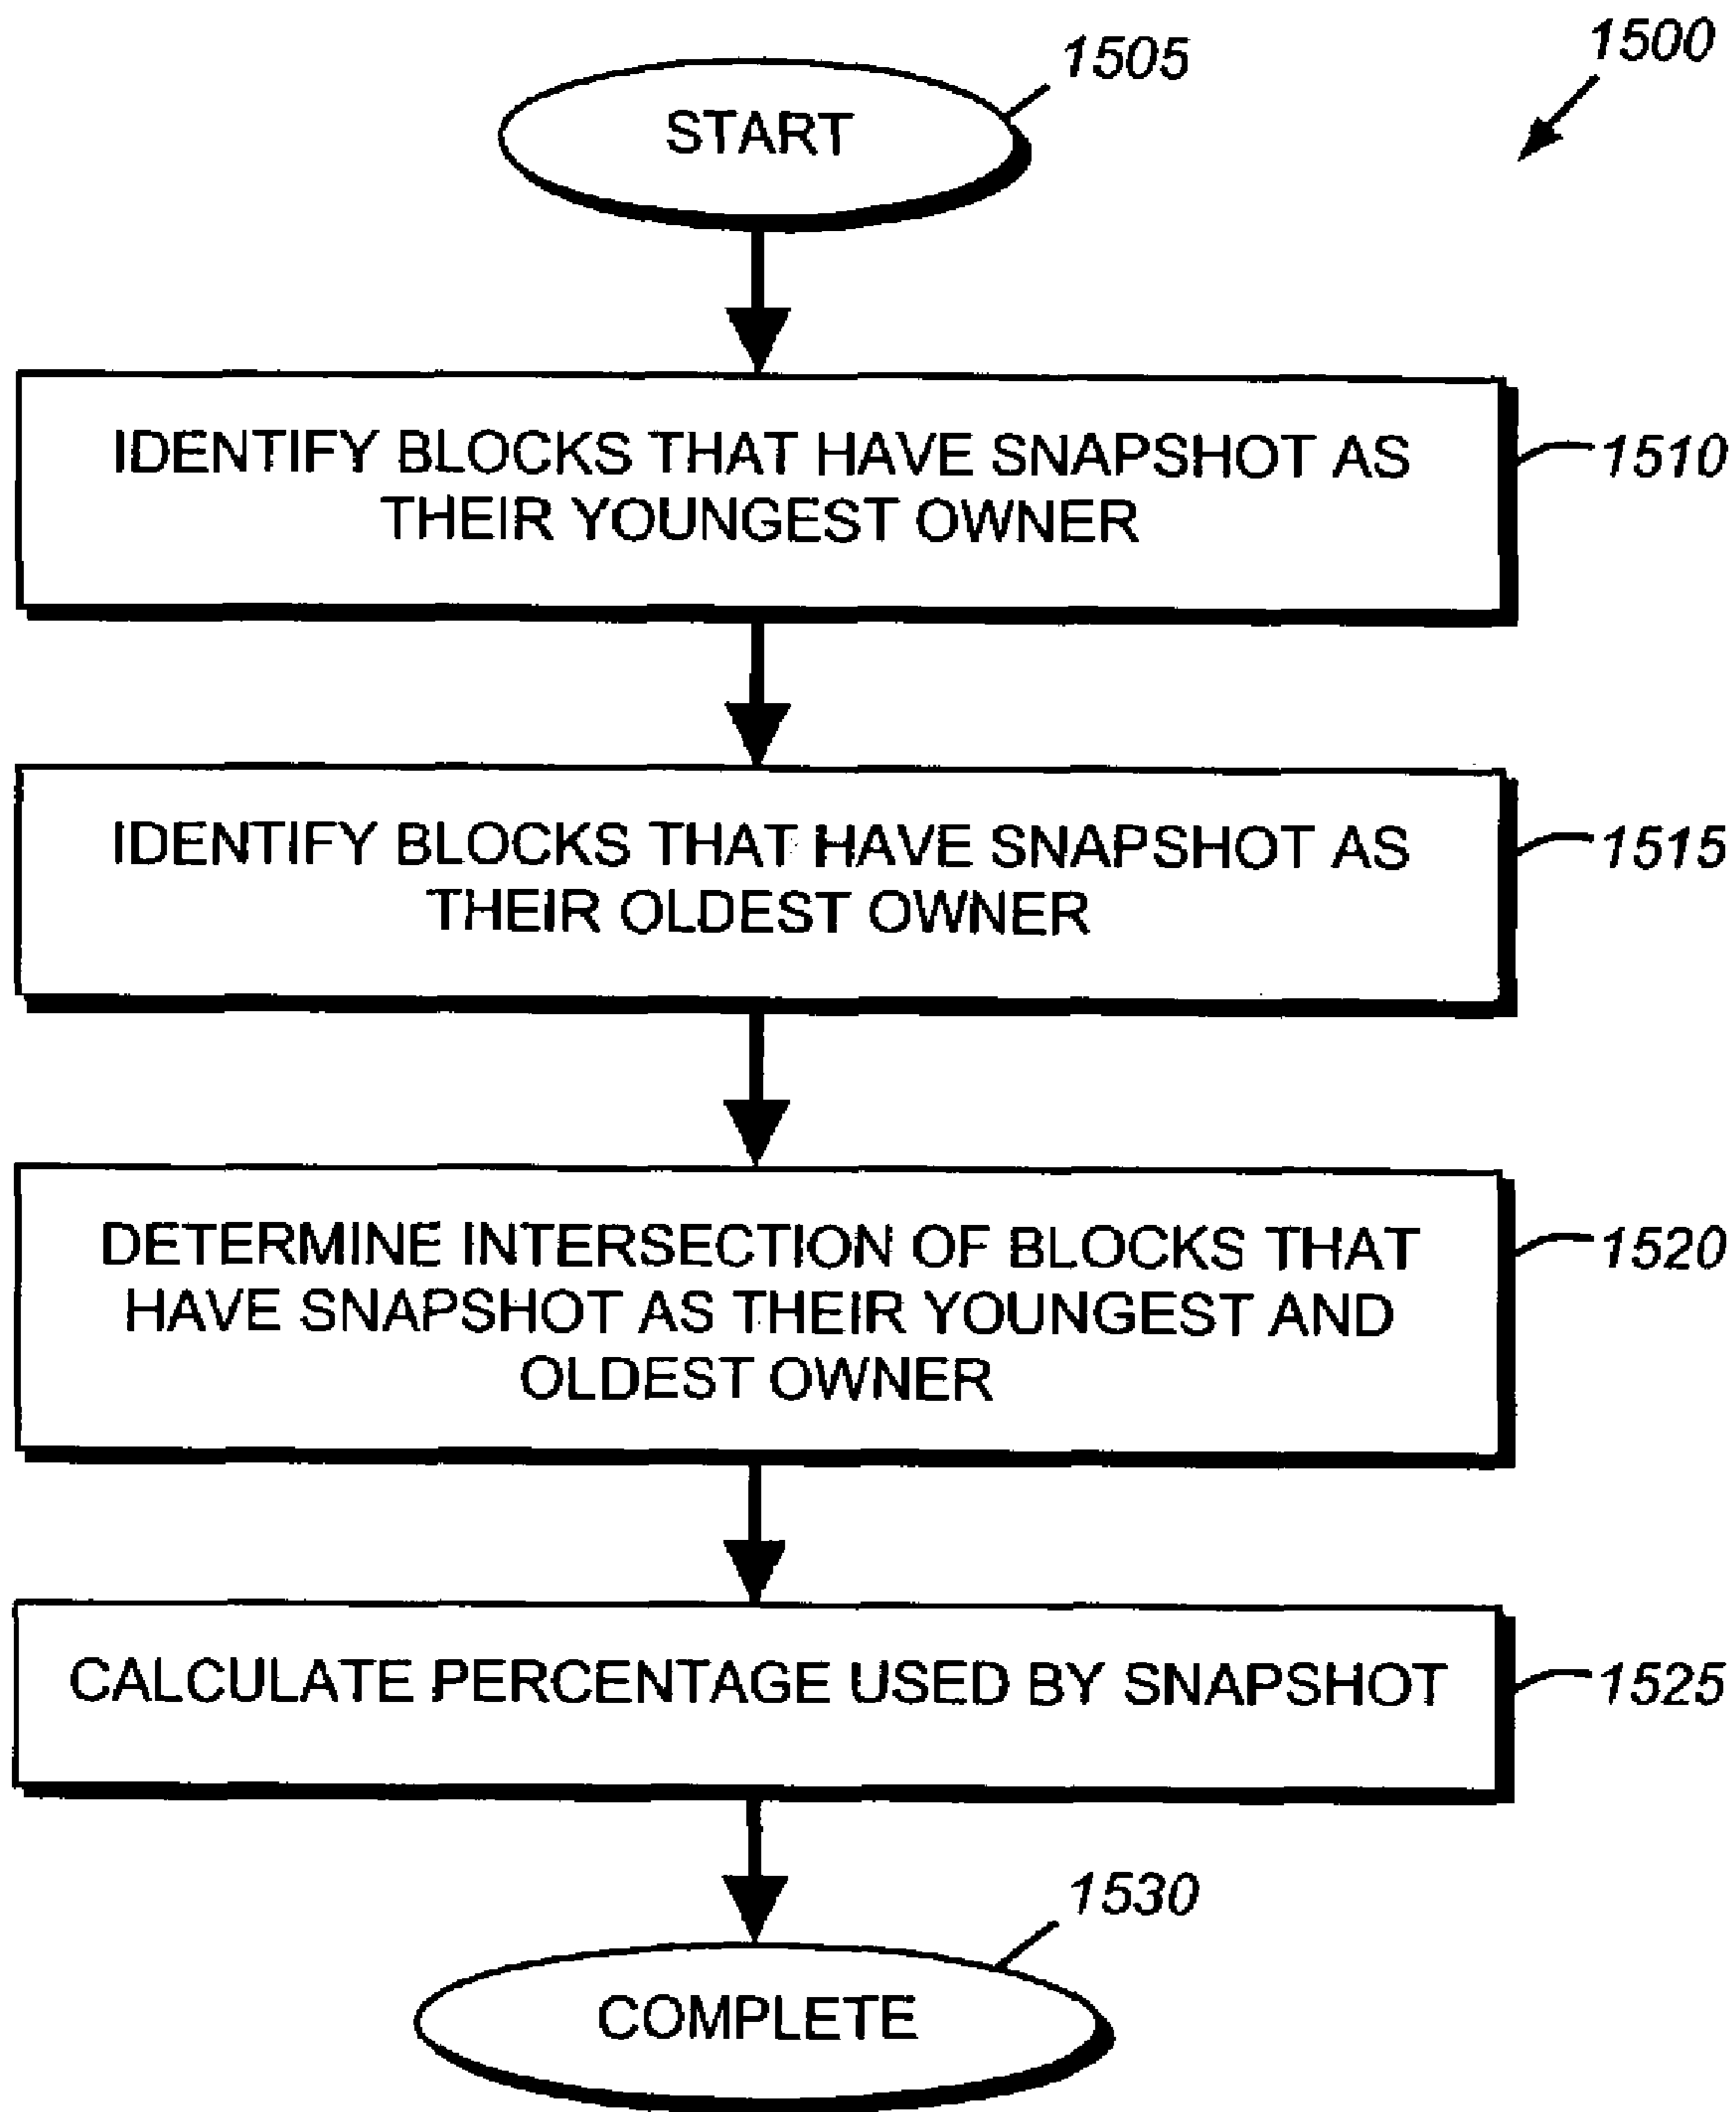 1500
1505
START
IDENTIFY BLOCKS THAT HAVE SNAPSHOT AS
THEIR YOUNGEST OWNER
1510
IDENTIFY BLOCKS THAT HAVE SNAPSHOT AS
THEIR OLDEST OWNER
1515
DETERMINE INTERSECTION OF BLOCKS THAT
HAVE SNAPSHOT AS THEIR YOUNGEST AND
OLDEST OWNER
1520
CALCULATE PERCENTAGE USED BY SNAPSHOT
1525
1530
COMPLETE